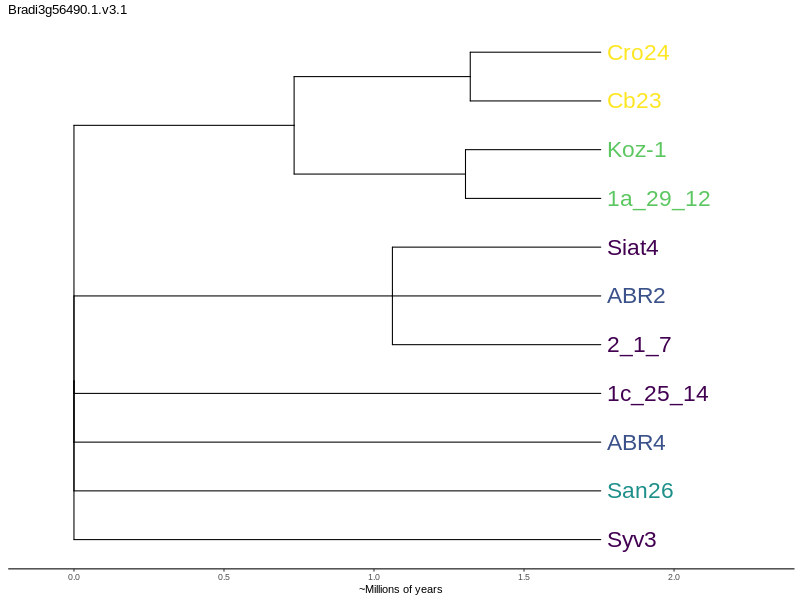 Bradi3g56490.1.v3.1
Cro24
Cb23
Koz-1
1a_29_12
Siat4
ABR2
2_1_7
1c_25_14
ABR4
San26
Syv3
0.0 0.5 1.0 1.5 2.0
~Millions of years